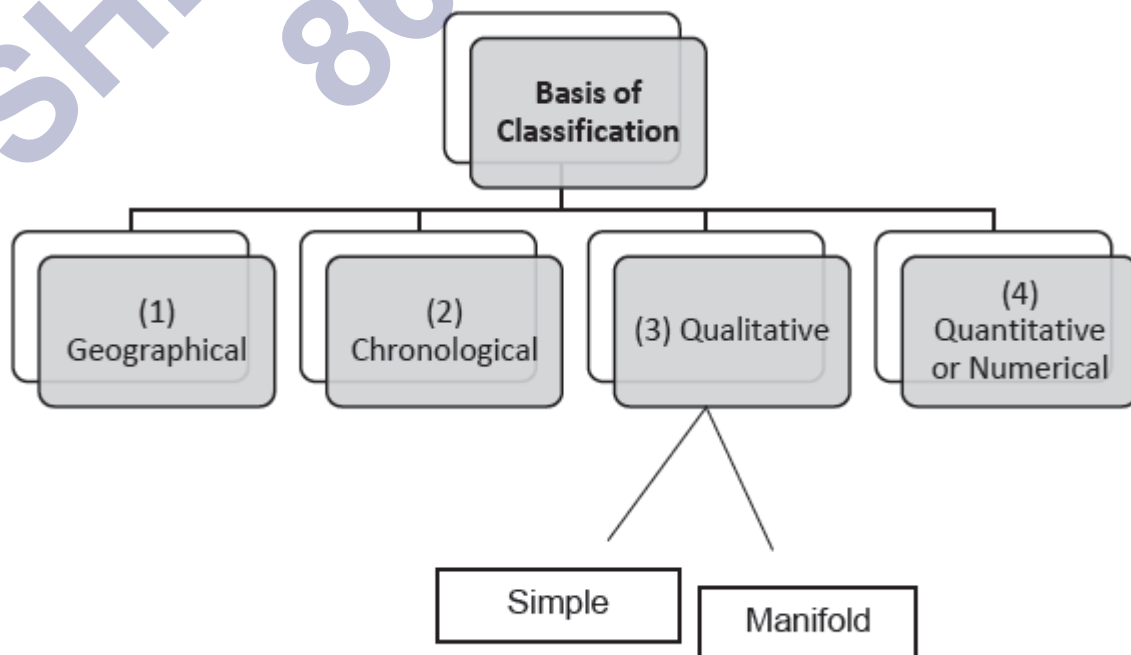 Basis of
Classification
(1)
Geographical
(2)
Chronological
(3) Qualitative
(4)
Quantitative
or Numerical
Simple
Manifold